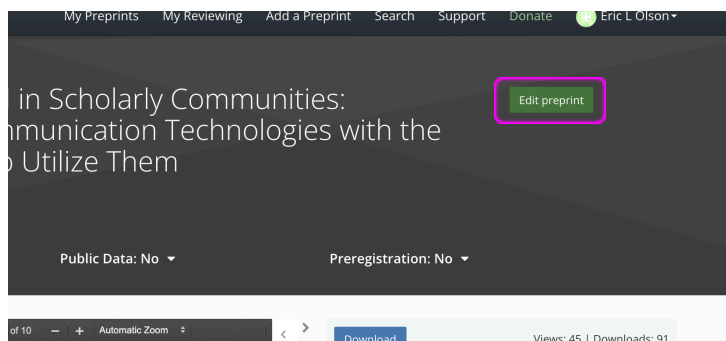 My Preprints My Reviewing Add a Preprint Search Support Donate Eric L Olson
in Scholarly Communities:
Edit preprint
mmunication Technologies with the
Utilize Them
Public Data: No Preregistration: No
of 10 Automatic Zoom
Download Views: 45 | Downloads: 91